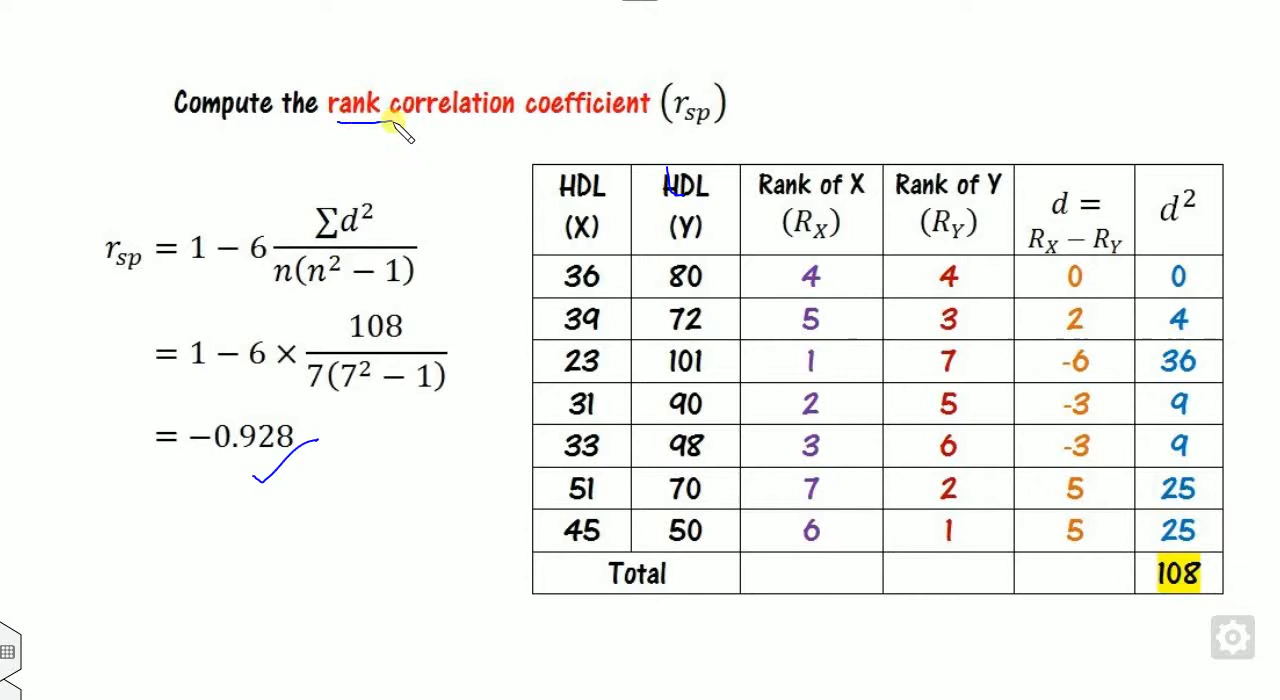 Compute the rank correlation coefficient (r_sp)
r_sp = 1 − 6 ∑d² / n(n² − 1)
= 1 − 6 × 108 / 7(7² − 1)
= −0.928
HDL (X) | HDL (Y) | Rank of X (R_X) | Rank of Y (R_Y) | d = R_X − R_Y | d²
36 | 80 | 4 | 4 | 0 | 0
39 | 72 | 5 | 3 | 2 | 4
23 | 101 | 1 | 7 | -6 | 36
31 | 90 | 2 | 5 | -3 | 9
33 | 98 | 3 | 6 | -3 | 9
51 | 70 | 7 | 2 | 5 | 25
45 | 50 | 6 | 1 | 5 | 25
Total | 108